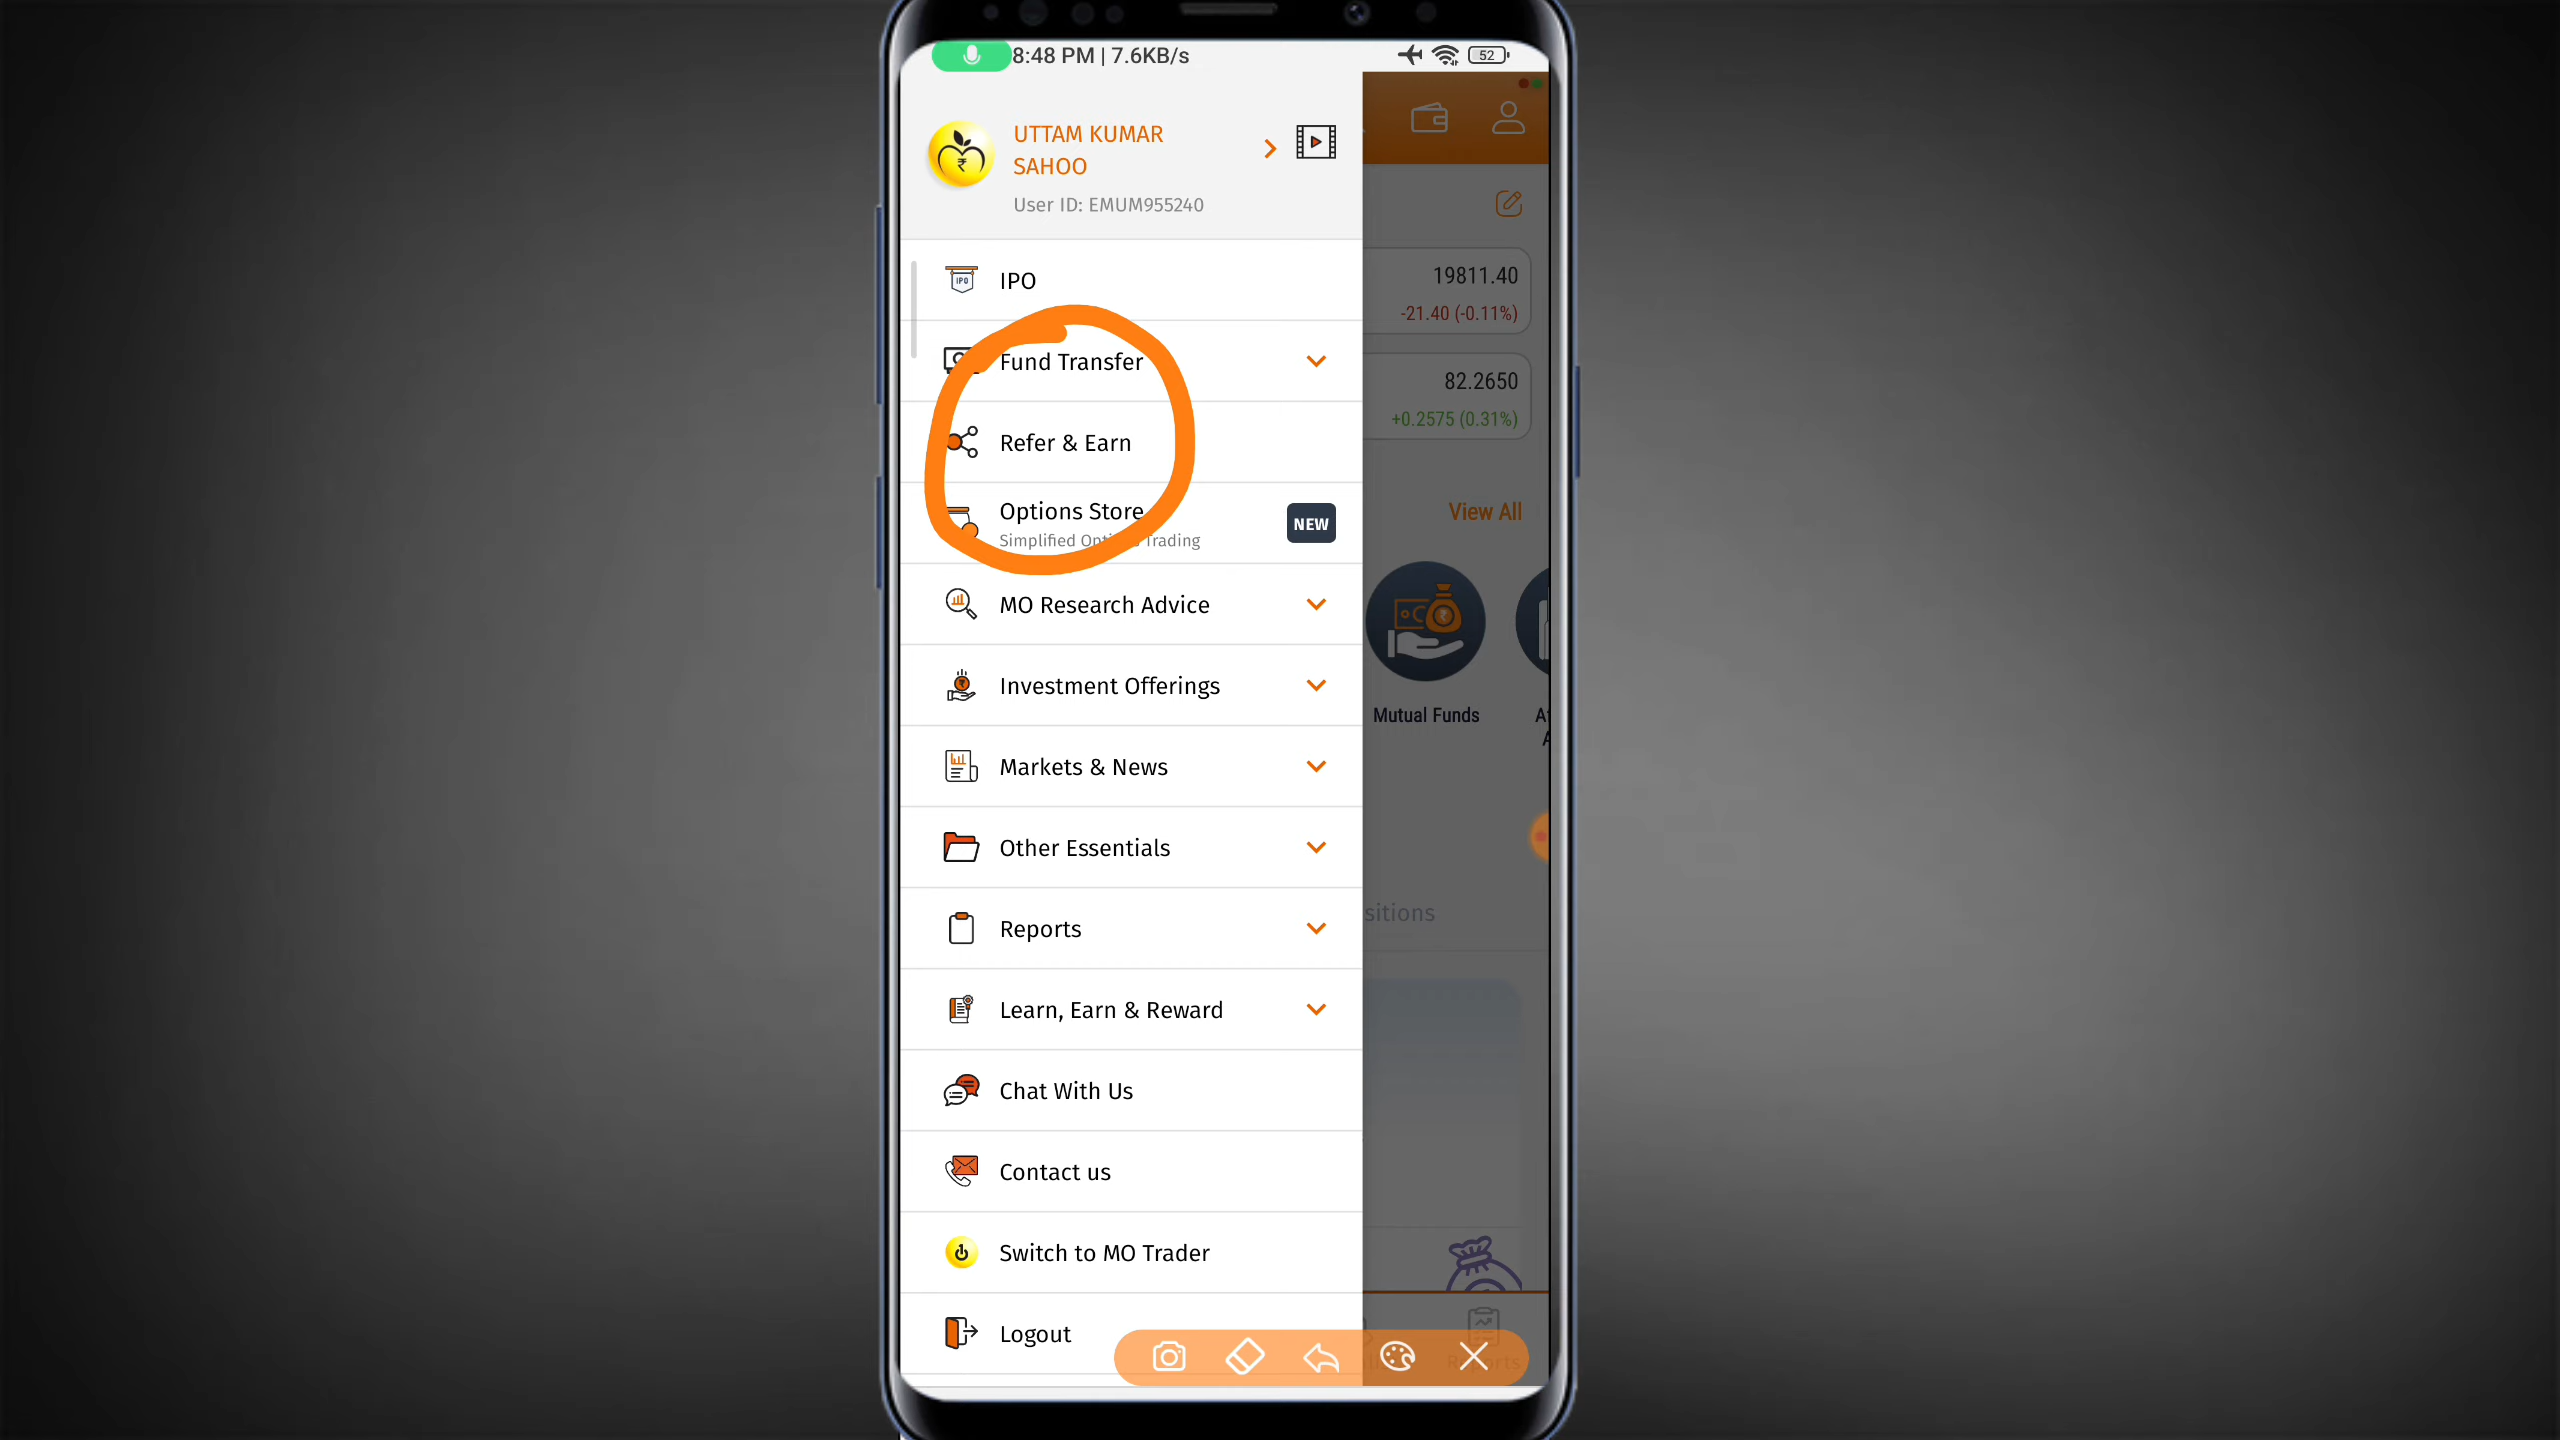 8:48 PM | 7.6KB/s
52
UTTAM KUMAR
SAHOO
User ID: EMUM955240
19811.40
-21.40 (-0.11%)
82.2650
+0.2575 (0.31%)
View All
Mutual Funds
sitions
IPO
IPO
Fund Transfer
Refer & Earn
Options Store
NEW
Simplified Trading
MO Research Advice
Investment Offerings
Markets & News
Other Essentials
Reports
Learn, Earn & Reward
Chat With Us
Contact us
Switch to MO Trader
Logout